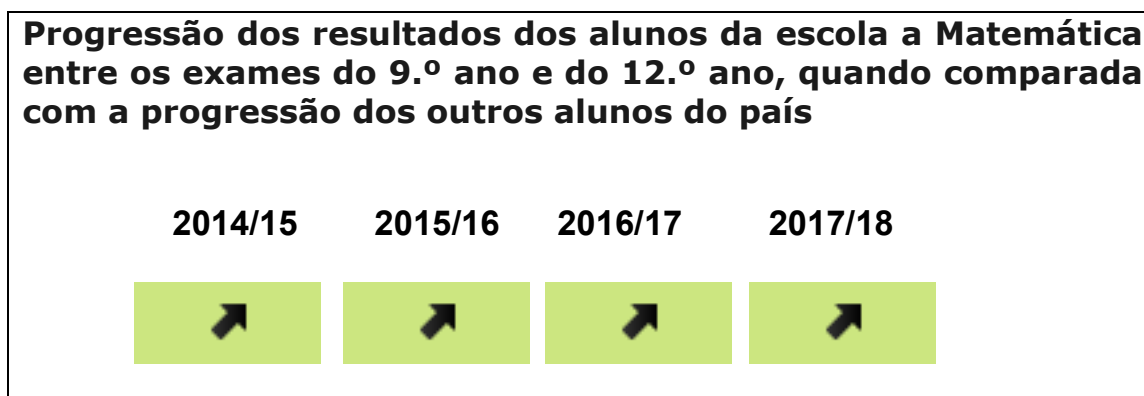 Progressão dos resultados dos alunos da escola a Matemática
entre os exames do 9.º ano e do 12.º ano, quando comparada
com a progressão dos outros alunos do país
2014/15 2015/16 2016/17 2017/18